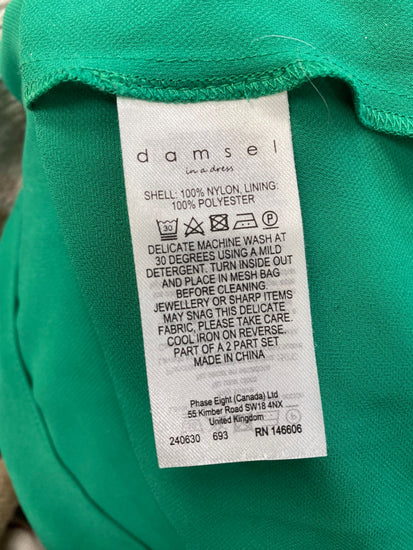 damsel
in a dress
SHELL: 100% NYLON, LINING:
100% POLYESTER
30 P
DELICATE MACHINE WASH AT
30 DEGREES USING A MILD
DETERGENT. TURN INSIDE OUT
AND PLACE IN MESH BAG
BEFORE CLEANING.
JEWELLERY OR SHARP ITEMS
MAY SNAG THIS DELICATE
FABRIC, PLEASE TAKE CARE.
COOL IRON ON REVERSE.
PART OF A 2 PART SET
MADE IN CHINA
Phase Eight (Canada) Ltd
55 Kimber Road SW18 4NX
United Kingdom
240630 693 RN 146606